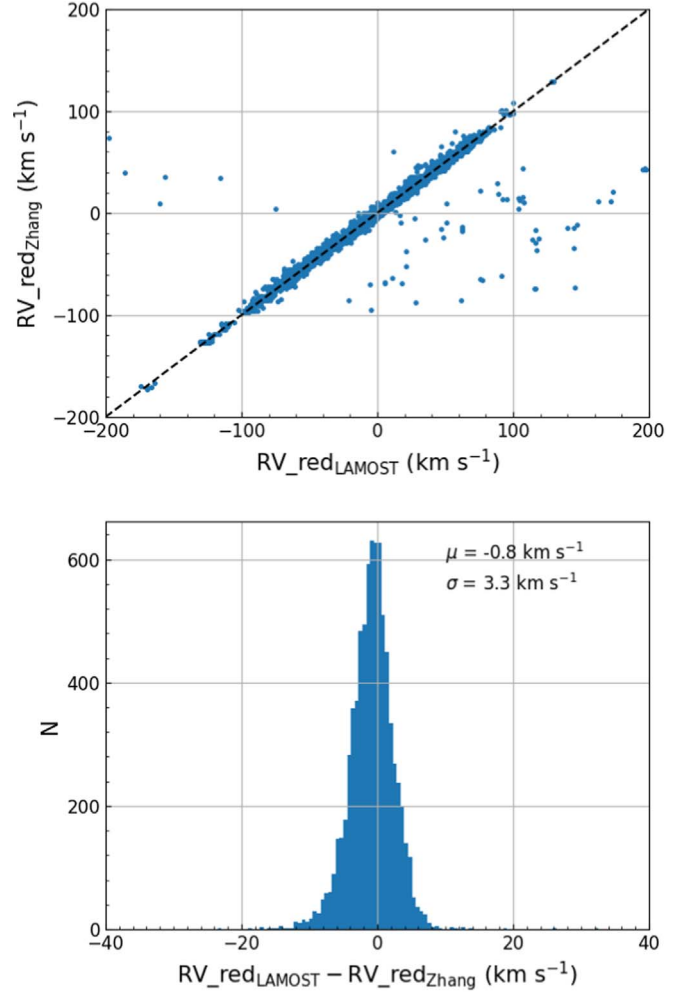 200
100
0
−100
−200
RV_red_Zhang (km s⁻¹)
−200 −100 0 100 200
RV_red_LAMOST (km s⁻¹)
μ = -0.8 km s⁻¹
σ = 3.3 km s⁻¹
600
400
200
0
N
−40 −20 0 20 40
RV_red_LAMOST − RV_red_Zhang (km s⁻¹)